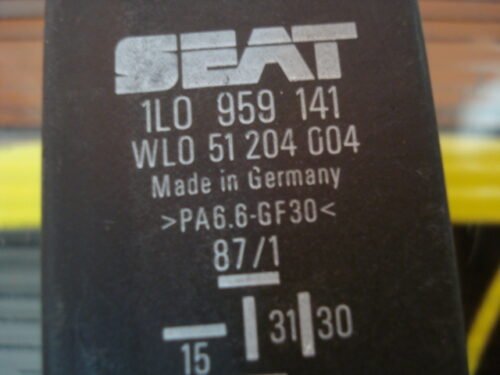 SEAT
1L0 959 141
WL0 51 204 004
Made in Germany
>PA6.6-GF30<
87/1
31 30
15